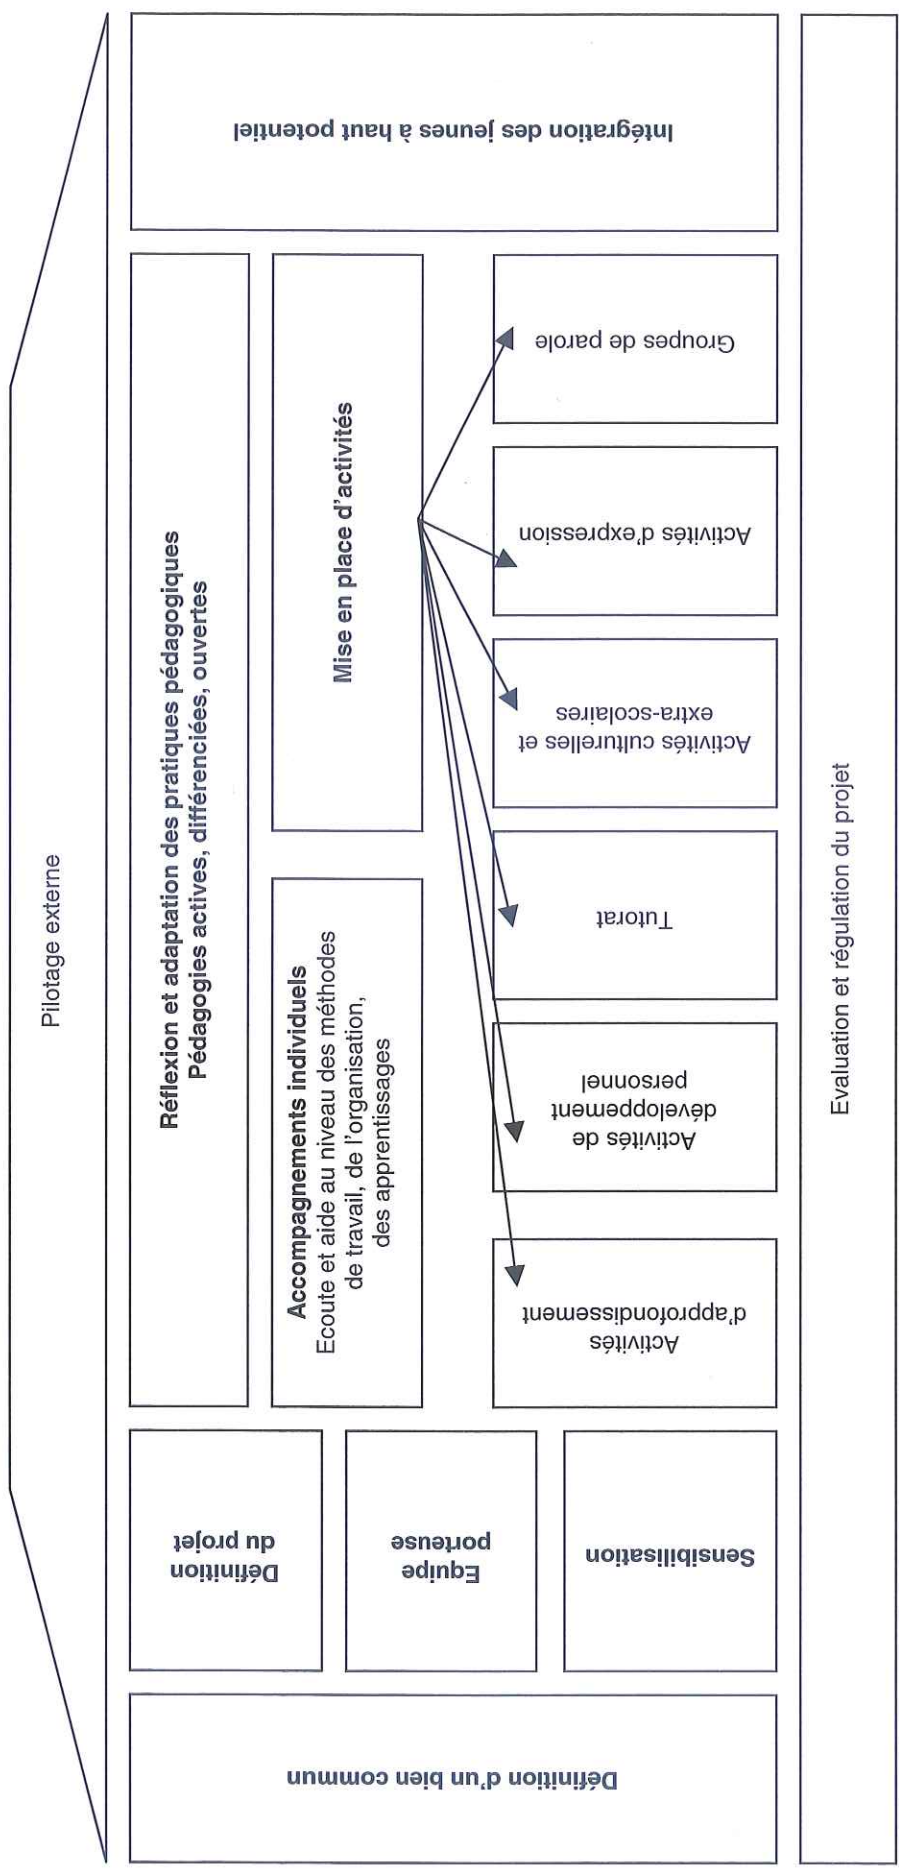 Pilotage externe
Définition d'un bien commun
Définition
du projet
Equipe
porteuse
Sensibilisation
Réflexion et adaptation des pratiques pédagogiques
Pédagogies actives, différenciées, ouvertes
Accompagnements individuels
Ecoute et aide au niveau des méthodes
de travail, de l'organisation,
des apprentissages
Mise en place d'activités
Activités
d'approfondissement
Activités de
développement
personnel
Tutorat
Activités culturelles et
extra-scolaires
Activités d'expression
Groupes de parole
Intégration des jeunes à haut potentiel
Evaluation et régulation du projet